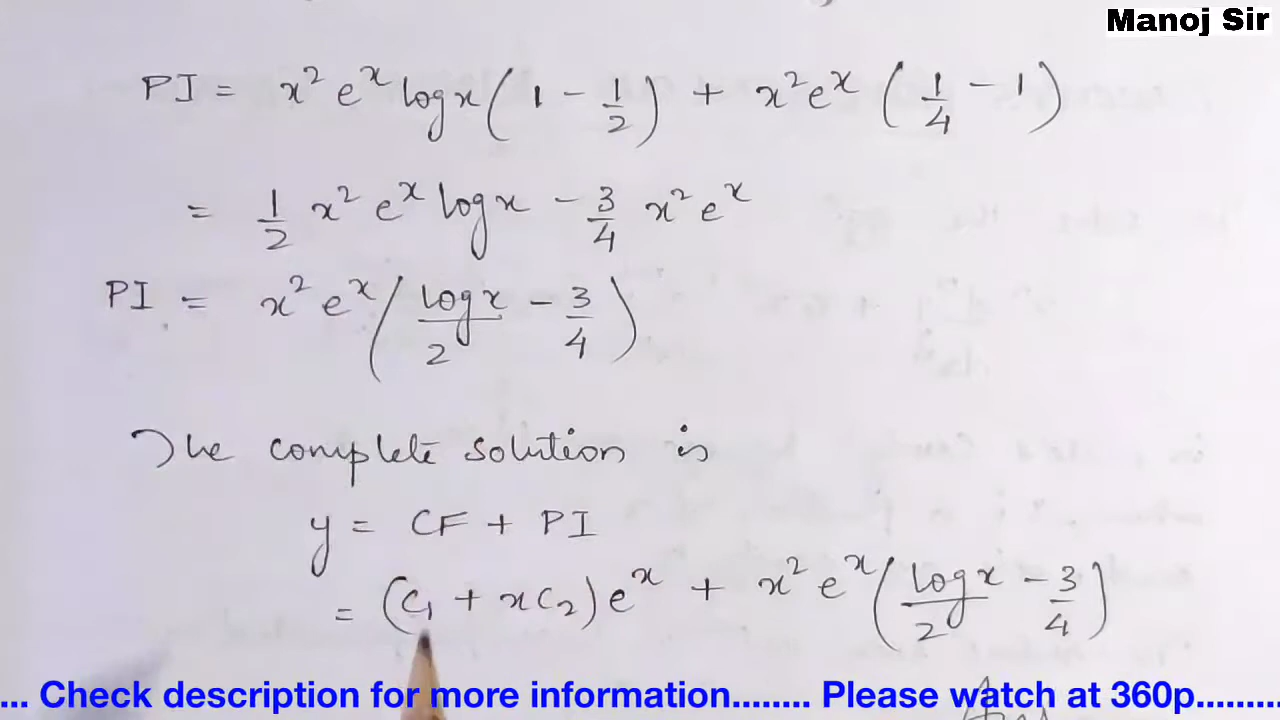 Manoj Sir
PI = x² eˣ log x (1 - 1/2) + x² eˣ (1/4 - 1)
= 1/2 x² eˣ log x - 3/4 x² eˣ
PI = x² eˣ (log x/2 - 3/4)
The complete solution is
y = CF + PI
= (c₁ + xc₂) eˣ + x² eˣ (log x/2 - 3/4)
... Check description for more information........ Please watch at 360p.........